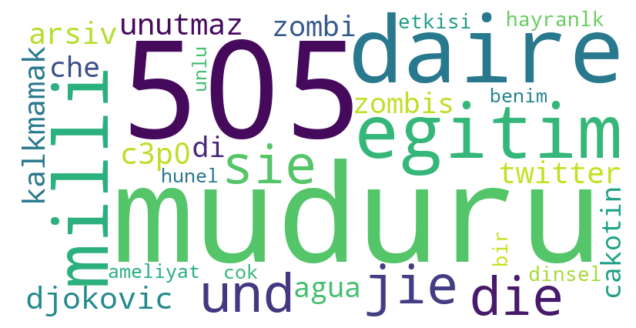 unutmaz zombi etkisi hayranlk
arsiv 505 daire
che unlu
zombis benim
kalkmamak milli egitim
c3p0 di sie
hunel twitter
muduru
bir cakotin
ameliyat cok dinsel
djokovic und agua jie die